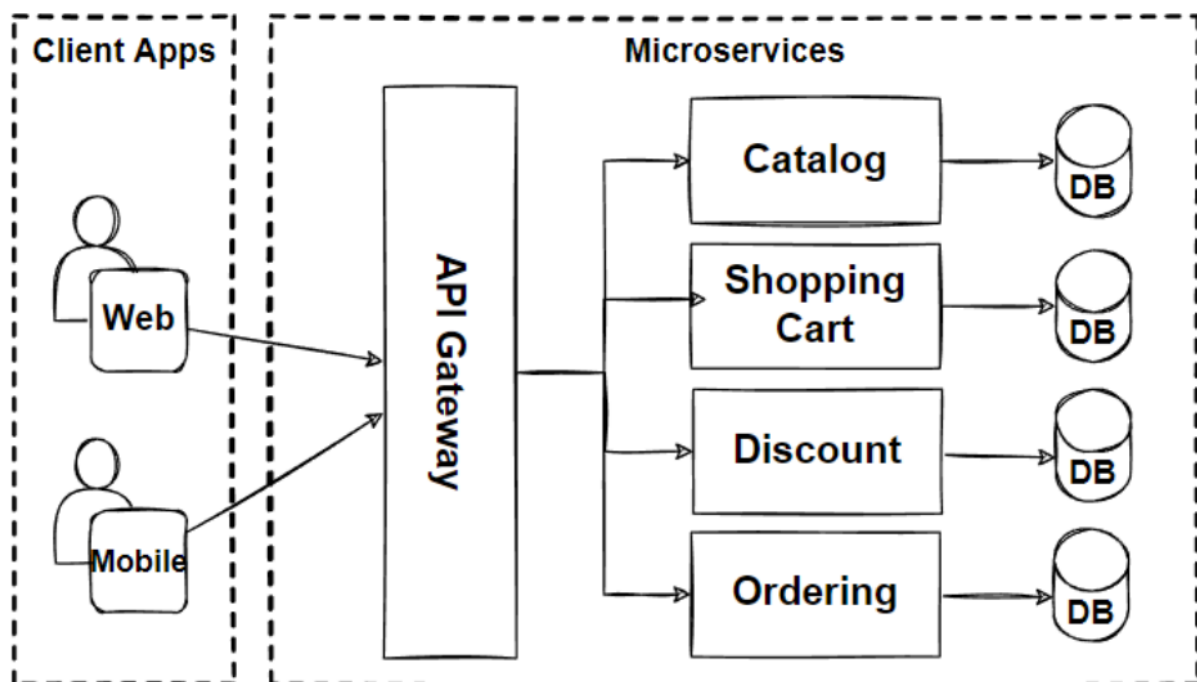 Client Apps
Microservices
Web
Mobile
API Gateway
Catalog
DB
Shopping
Cart
DB
Discount
DB
Ordering
DB